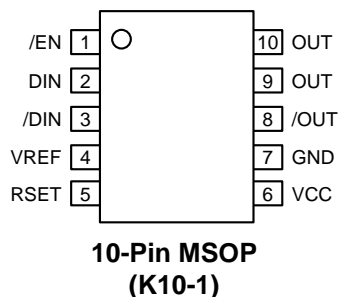 /EN 1 10 OUT
DIN 2 9 OUT
/DIN 3 8 /OUT
VREF 4 7 GND
RSET 5 6 VCC
10-Pin MSOP
(K10-1)